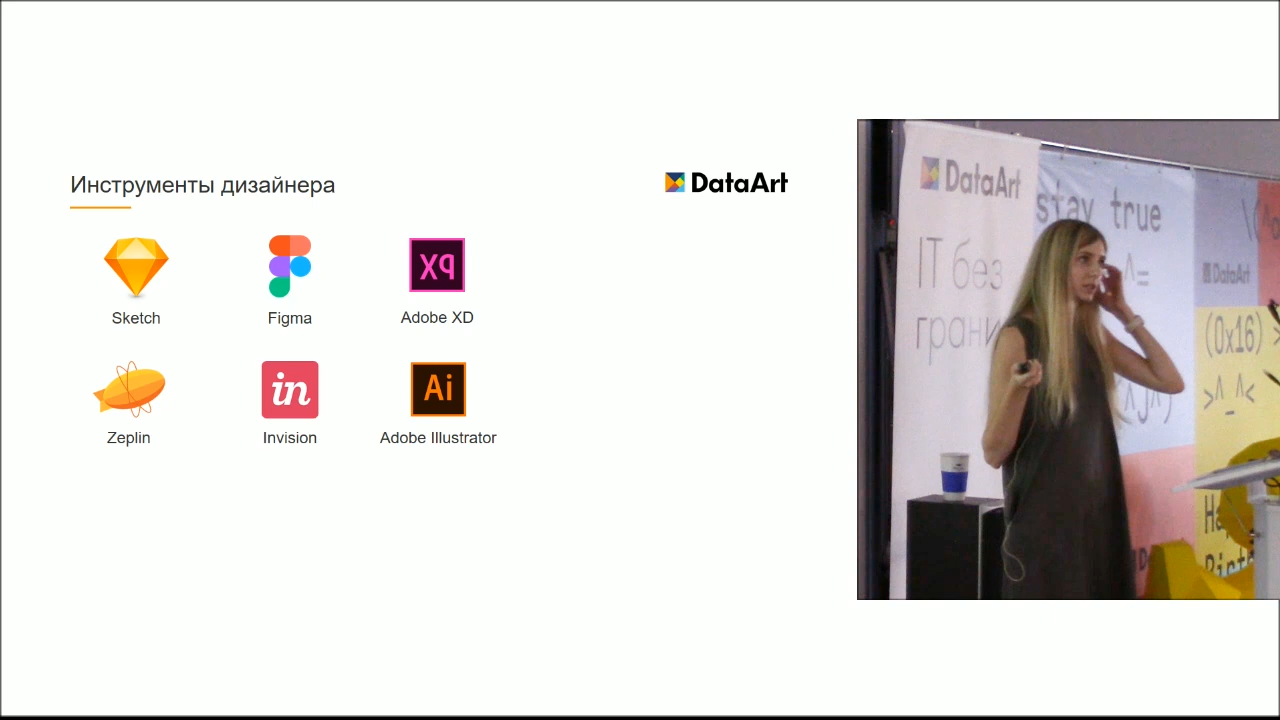 Инструменты дизайнера
DataArt
Sketch
Figma
XD
Adobe XD
Zeplin
in
Invision
Ai
Adobe Illustrator
DataArt
IT без
грани
stay true
^=
DataArt
(0x16) >
>^_^<